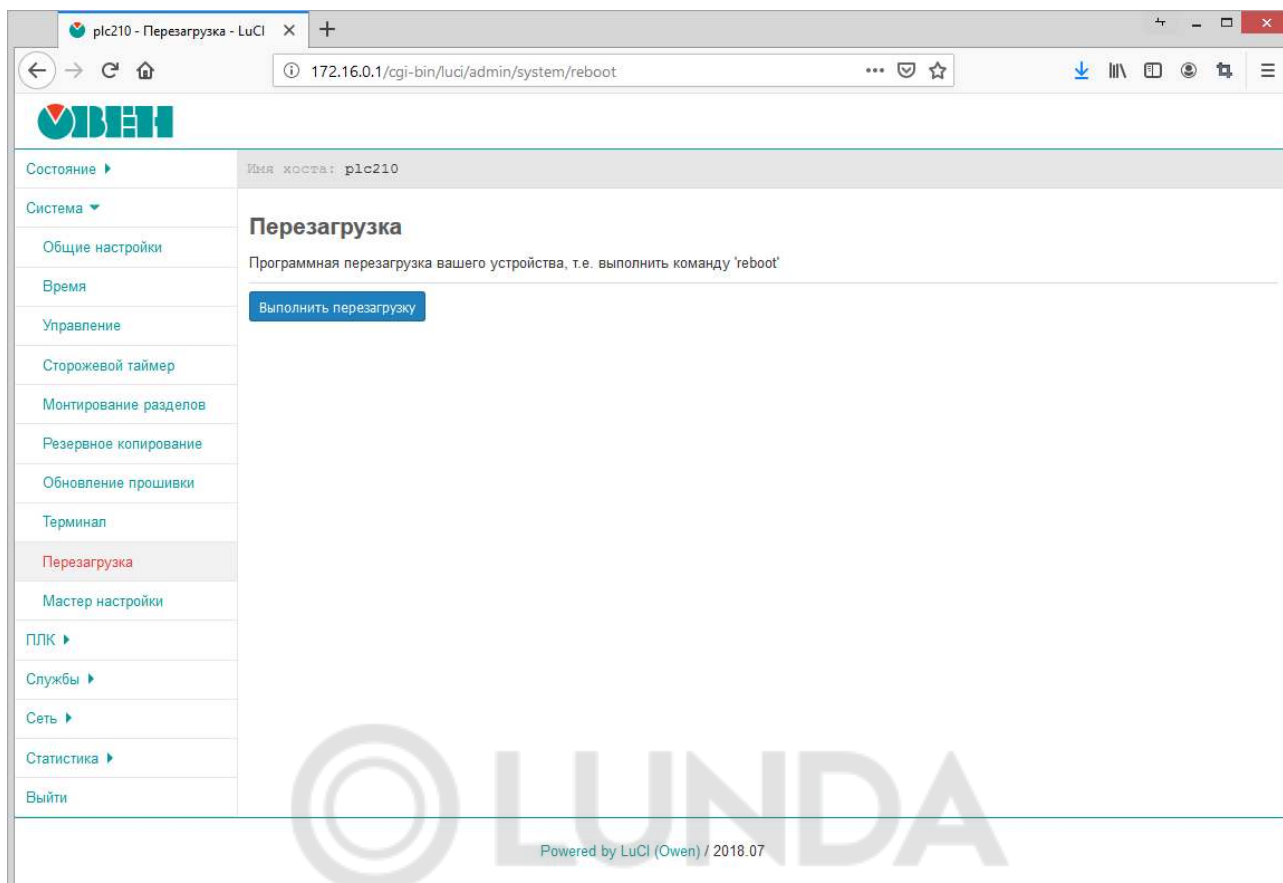 plc210 - Перезагрузка - LuCI
172.16.0.1/cgi-bin/luci/admin/system/reboot
ОВЕН
Состояние
Имя хоста: plc210
Система
Общие настройки
Время
Управление
Сторожевой таймер
Монтирование разделов
Резервное копирование
Обновление прошивки
Терминал
Перезагрузка
Мастер настройки
ПЛК
Службы
Сеть
Статистика
Выйти
Перезагрузка
Программная перезагрузка вашего устройства, т.е. выполнить команду 'reboot'
Выполнить перезагрузку
LUNDA
Powered by LuCI (Owen) / 2018.07